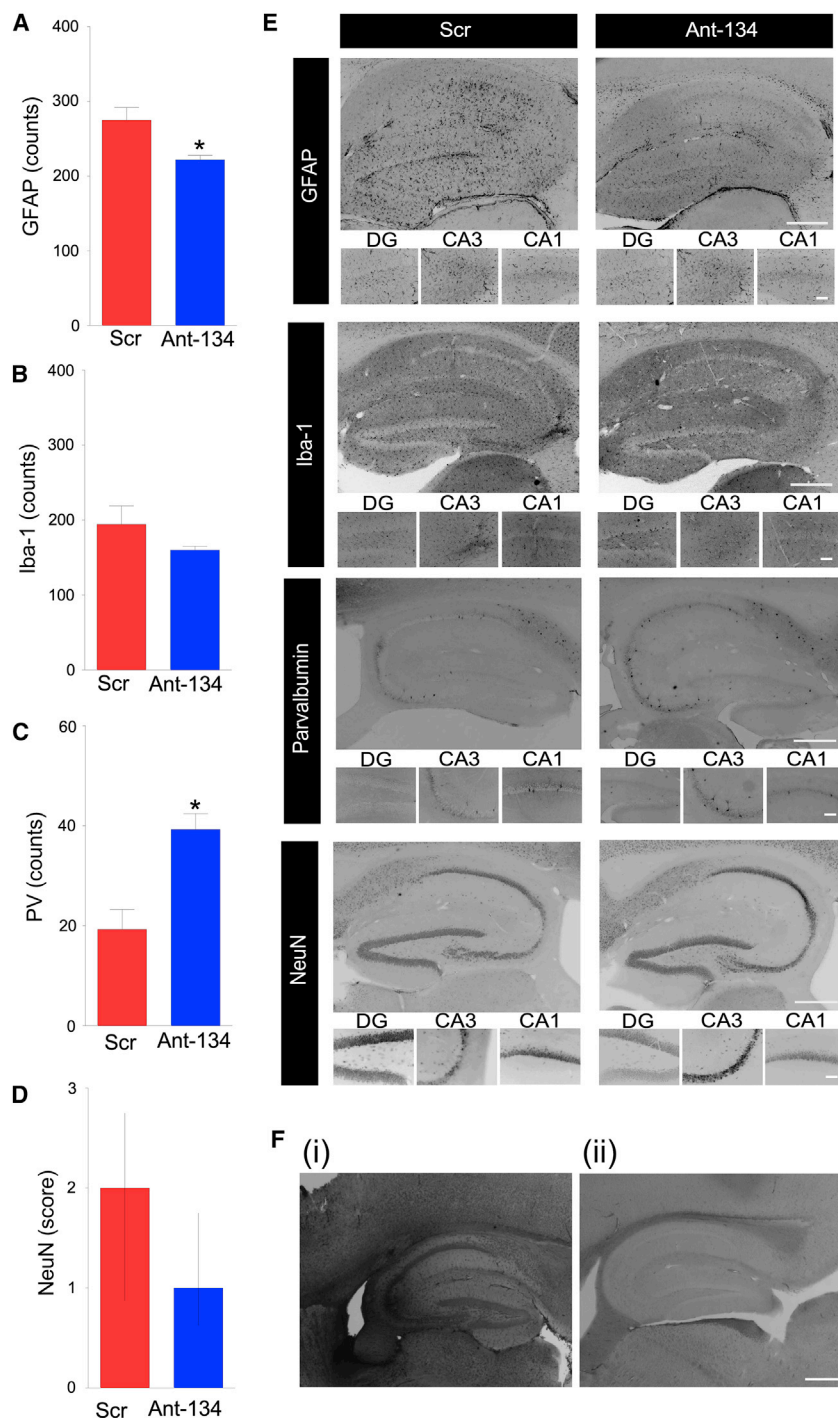 A
GFAP (counts)
400
300
200
100
0
Scr
Ant-134
*
B
Iba-1 (counts)
400
300
200
100
0
Scr
Ant-134
C
PV (counts)
60
40
20
0
Scr
Ant-134
*
D
NeuN (score)
3
2
1
0
Scr
Ant-134
E
Scr
Ant-134
GFAP
DG CA3 CA1
DG CA3 CA1
Iba-1
DG CA3 CA1
DG CA3 CA1
Parvalbumin
DG CA3 CA1
DG CA3 CA1
NeuN
DG CA3 CA1
DG CA3 CA1
F
(i)
(ii)